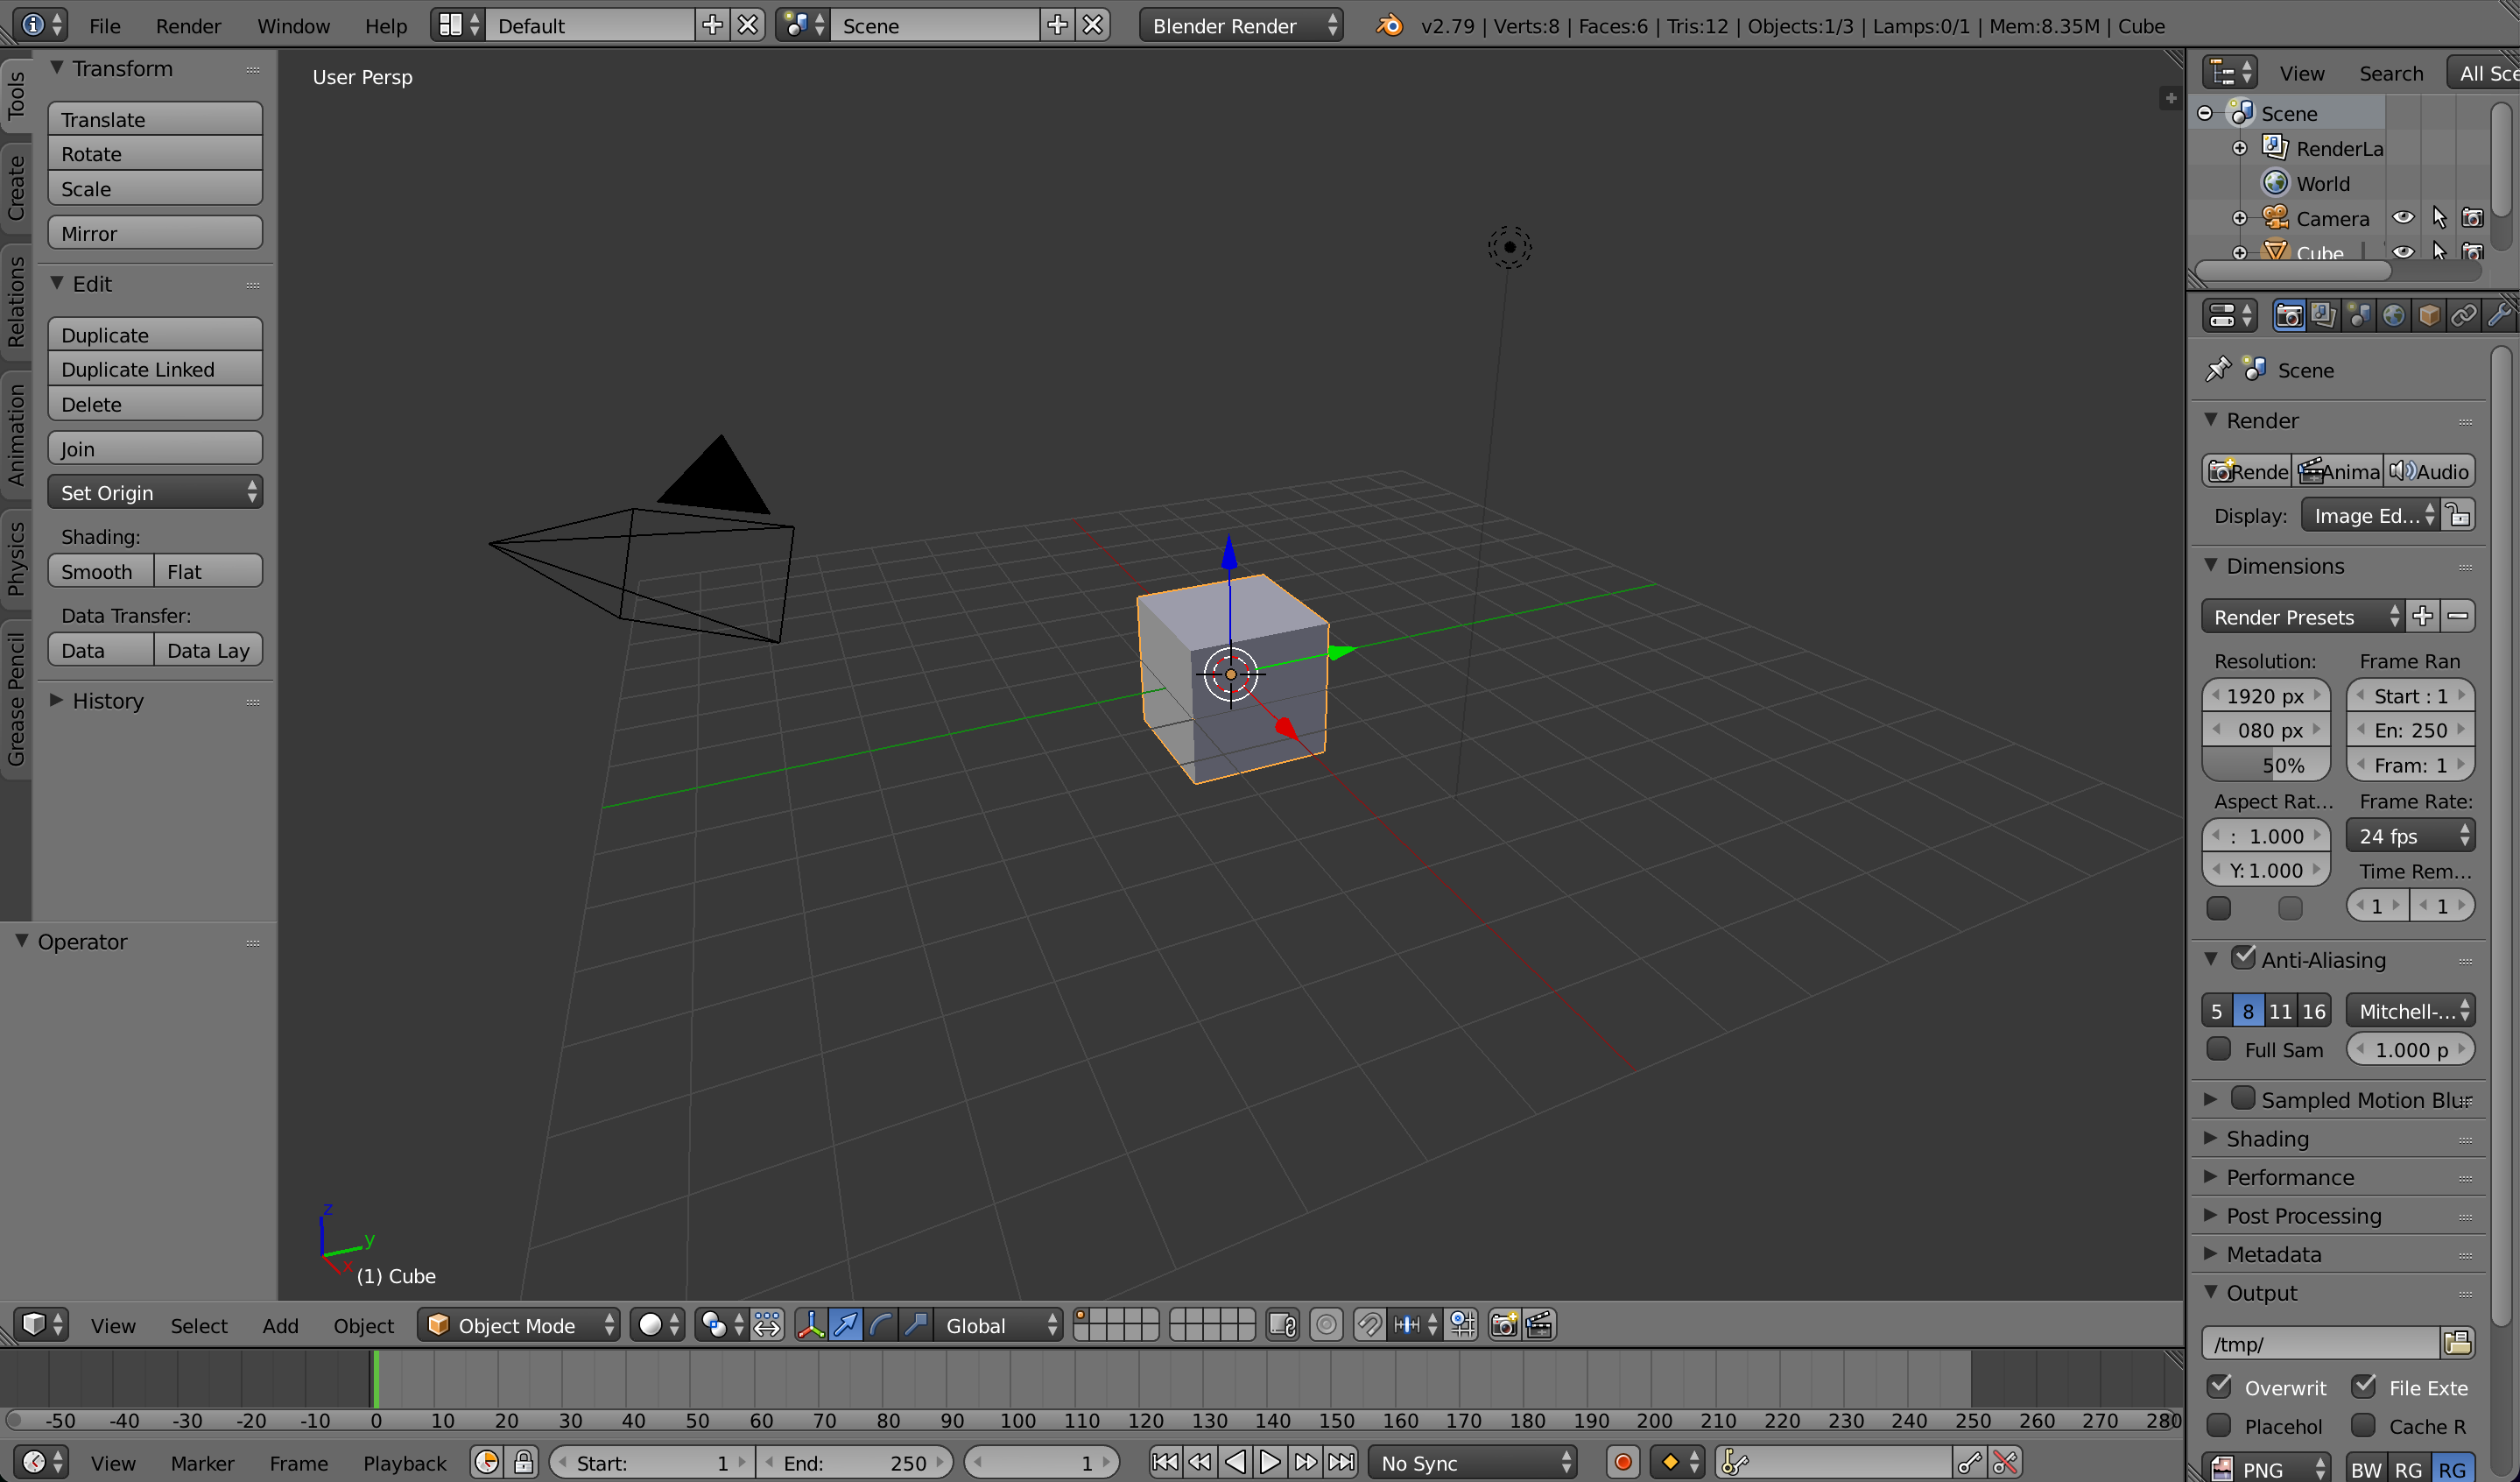 File Render Window Help Default Scene Blender Render v2.79 | Verts:8 | Faces:6 | Tris:12 | Objects:1/3 | Lamps:0/1 | Mem:8.35M | Cube
Tools
Create
Relations
Animation
Physics
Grease Pencil
Transform
Translate
Rotate
Scale
Mirror
Edit
Duplicate
Duplicate Linked
Delete
Join
Set Origin
Shading:
Smooth Flat
Data Transfer:
Data Data Lay
History
Operator
User Persp
z
y
x
(1) Cube
View Select Add Object Object Mode Global
-50 -40 -30 -20 -10 0 10 20 30 40 50 60 70 80 90 100 110 120 130 140 150 160 170 180 190 200 210 220 230 240 250 260 270 280
View Marker Frame Playback Start: 1 End: 250 1 No Sync
View Search All Sce
Scene
RenderLa
World
Camera
Cube
Scene
Render
Rende Anima Audio
Display: Image Ed...
Dimensions
Render Presets
Resolution: Frame Ran
1920 px Start : 1
080 px En: 250
50% Fram: 1
Aspect Rat... Frame Rate:
: 1.000 24 fps
Y: 1.000 Time Rem...
1 1
Anti-Aliasing
5 8 11 16 Mitchell-...
Full Sam 1.000 p
Sampled Motion Blur
Shading
Performance
Post Processing
Metadata
Output
/tmp/
Overwrit File Exte
Placehol Cache R
PNG BW RG RG